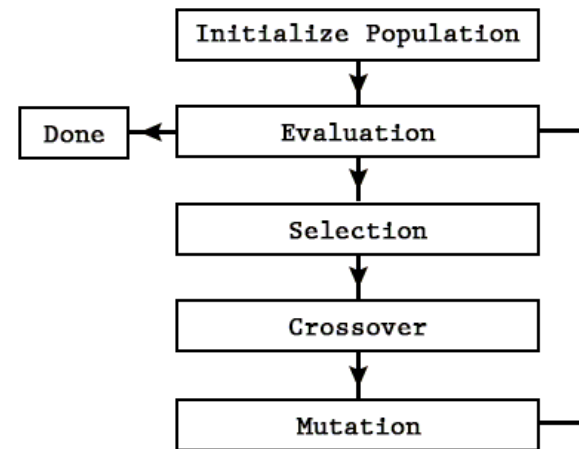 Initialize Population
Done
Evaluation
Selection
Crossover
Mutation